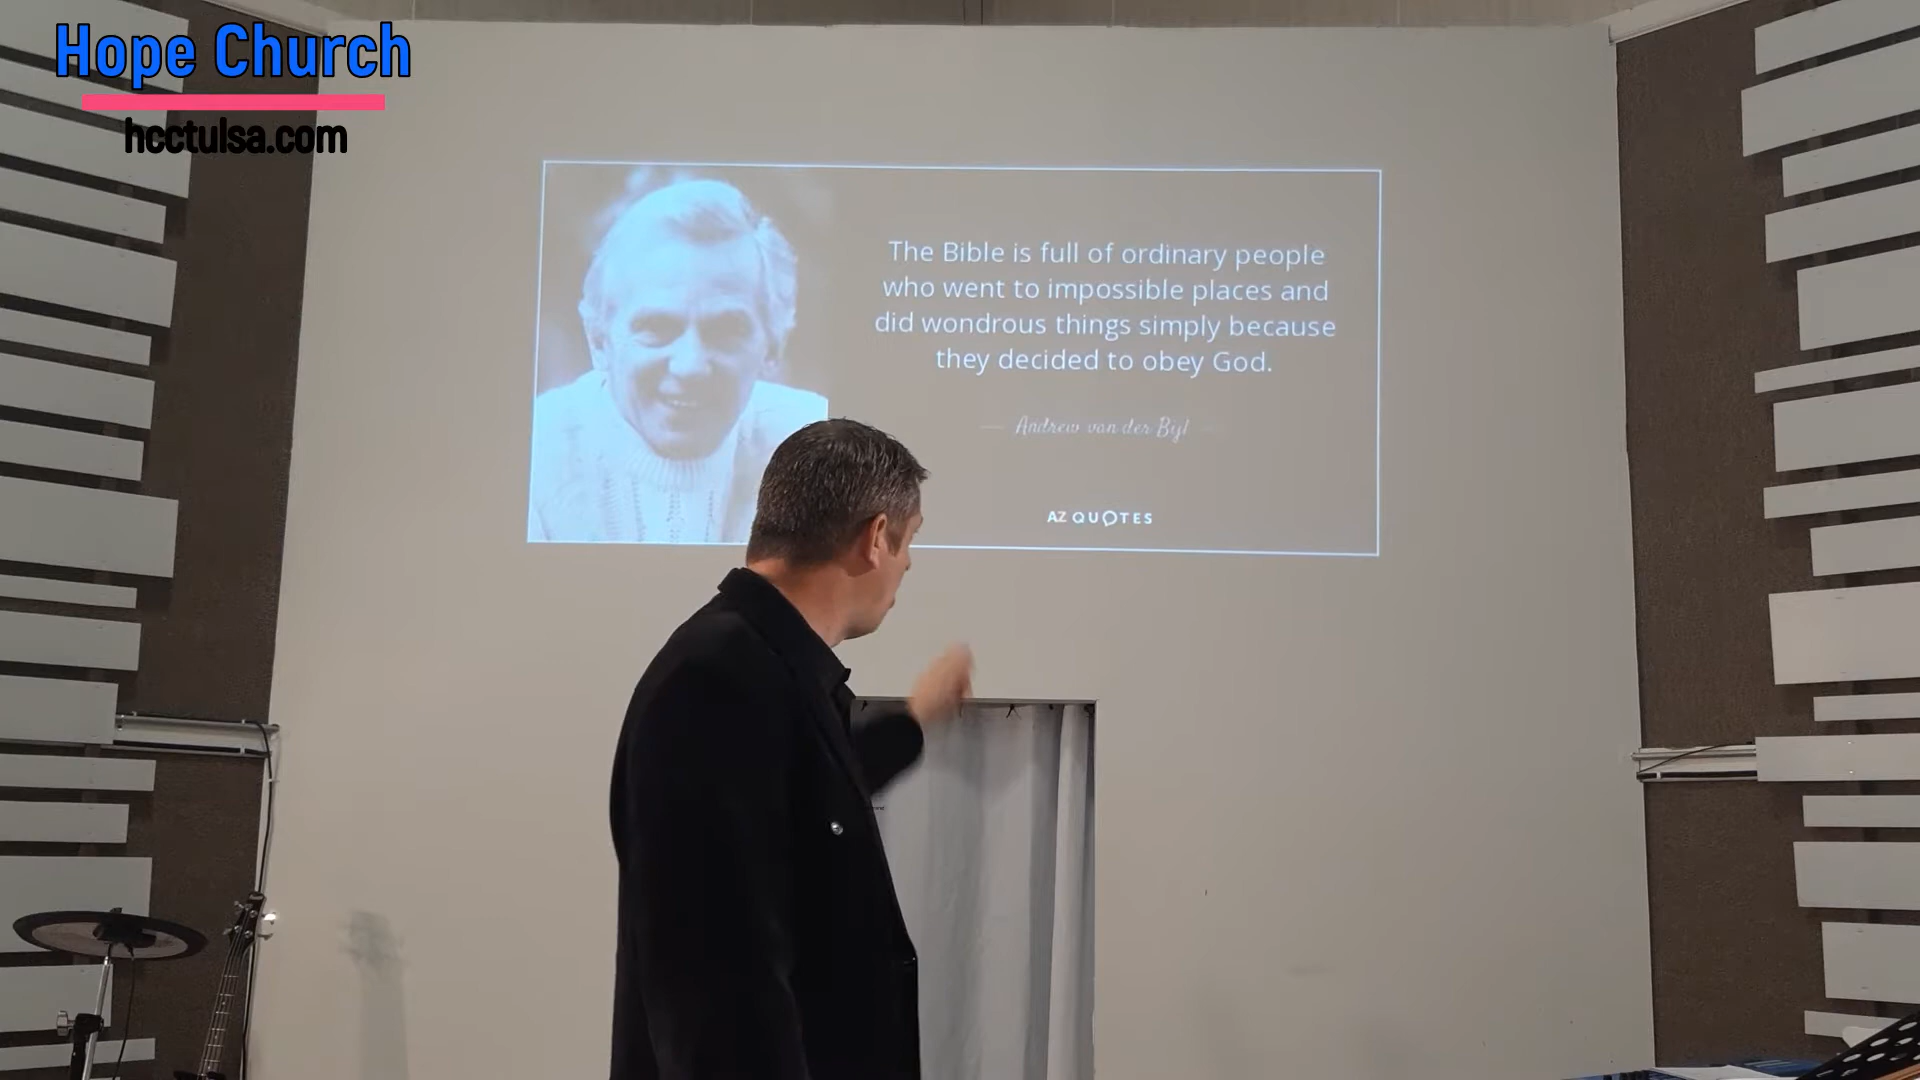 Hope Church
hcctulsa.com
The Bible is full of ordinary people
who went to impossible places and
did wondrous things simply because
they decided to obey God.
— Andrew van der Bijl —
AZ QUOTES